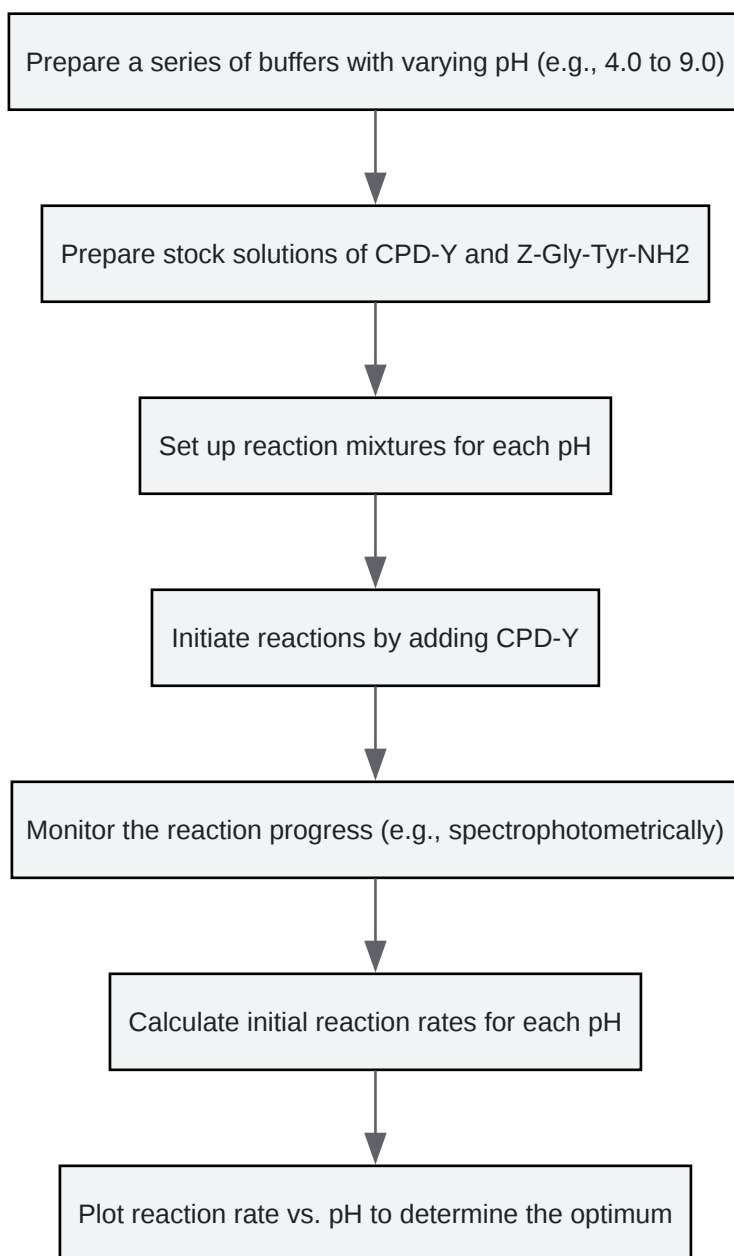 Prepare a series of buffers with varying pH (e.g., 4.0 to 9.0)
Prepare stock solutions of CPD-Y and Z-Gly-Tyr-NH2
Set up reaction mixtures for each pH
Initiate reactions by adding CPD-Y
Monitor the reaction progress (e.g., spectrophotometrically)
Calculate initial reaction rates for each pH
Plot reaction rate vs. pH to determine the optimum